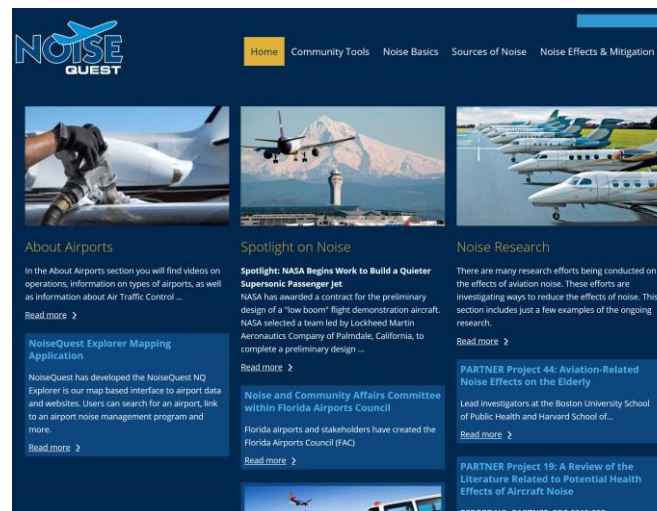 NOISE
QUEST
Home Community Tools Noise Basics Sources of Noise Noise Effects & Mitigation
About Airports
In the About Airports section you will find videos on
operations, information on types of airports, as well
as information about Air Traffic Control ...
Read more >
NoiseQuest Explorer Mapping
Application
NoiseQuest has developed the NoiseQuest NQ
Explorer is our map based interface to airport data
and websites. Users can search for an airport, link
to an airport noise management program and
more.
Read more >
Spotlight on Noise
Spotlight: NASA Begins Work to Build a Quieter
Supersonic Passenger Jet
NASA has awarded a contract for the preliminary
design of a "low boom" flight demonstration aircraft.
NASA selected a team led by Lockheed Martin
Aeronautics Company of Palmdale, California, to
complete a preliminary design ...
Read more >
Noise and Community Affairs Committee
within Florida Airports Council
Florida airports and stakeholders have created the
Florida Airports Council (FAC)
Read more >
Noise Research
There are many research efforts being conducted on
the effects of aviation noise. These efforts are
investigating ways to reduce the effects of noise. This
section includes just a few examples of the ongoing
research.
Read more >
PARTNER Project 44: Aviation-Related
Noise Effects on the Elderly
Lead investigators at the Boston University School
of Public Health and Harvard School of...
Read more >
PARTNER Project 19: A Review of the
Literature Related to Potential Health
Effects of Aircraft Noise